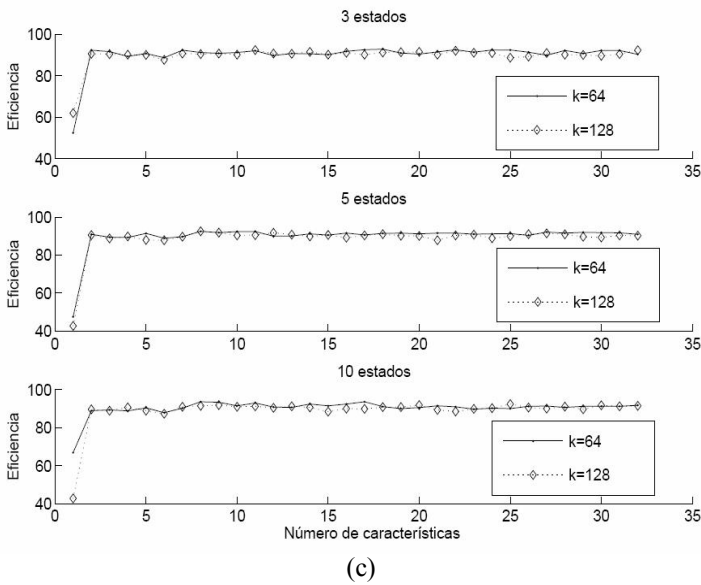 3 estados
100
80
60
40
Eficiencia
k=64
k=128
0 5 10 15 20 25 30 35
5 estados
100
80
60
40
Eficiencia
k=64
k=128
0 5 10 15 20 25 30 35
10 estados
100
80
60
40
Eficiencia
k=64
k=128
0 5 10 15 20 25 30 35
Número de características
(c)